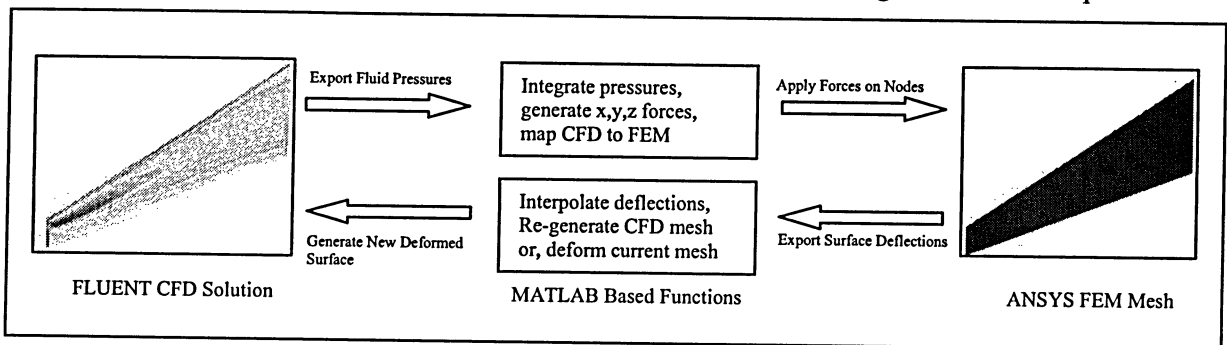 Export Fluid Pressures
Integrate pressures,
generate x,y,z forces,
map CFD to FEM
Apply Forces on Nodes
Generate New Deformed
Surface
Interpolate deflections,
Re-generate CFD mesh
or, deform current mesh
Export Surface Deflections
FLUENT CFD Solution
MATLAB Based Functions
ANSYS FEM Mesh